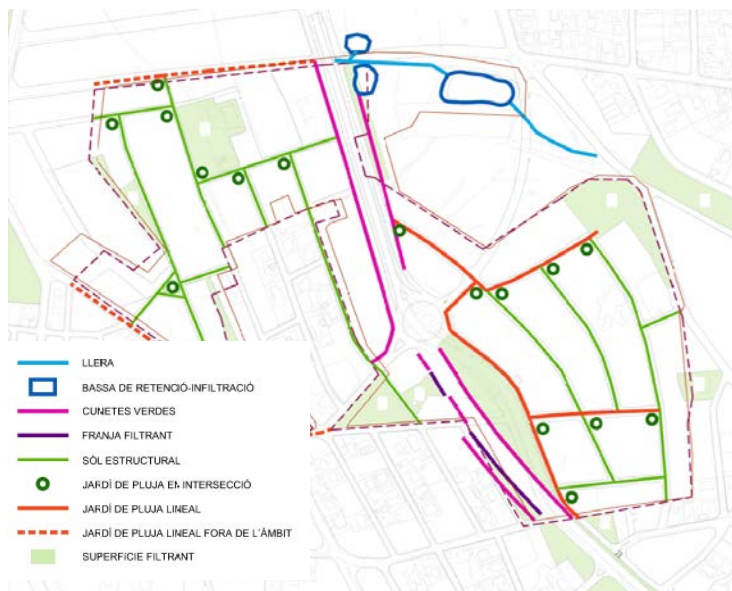 LLERA
BASSA DE RETENCIÓ-INFILTRACIÓ
CUNETES VERDES
FRANJA FILTRANT
SÒL ESTRUCTURAL
JARDÍ DE PLUJA EN INTERSECCIÓ
JARDÍ DE PLUJA LINEAL
JARDÍ DE PLUJA LINEAL FORA DE L'ÀMBIT
SUPERFICIE FILTRANT